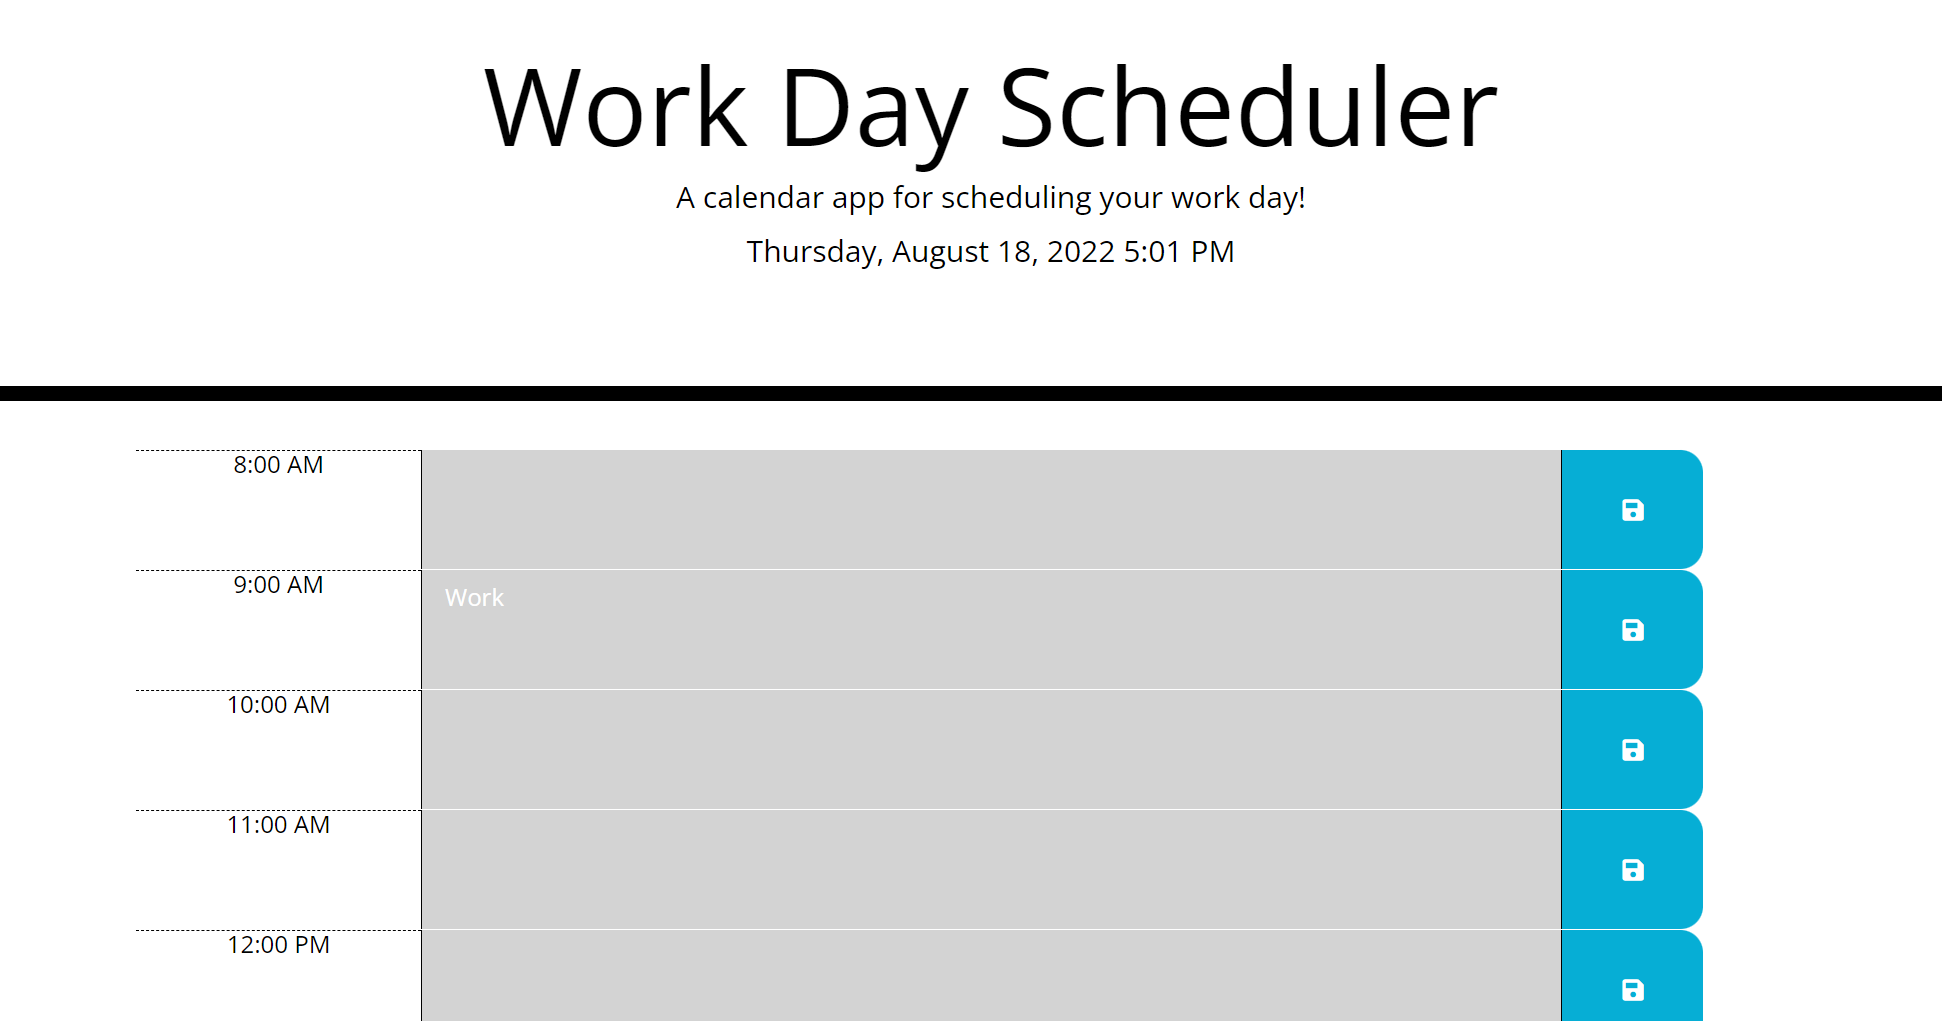 Work Day Scheduler
A calendar app for scheduling your work day!
Thursday, August 18, 2022 5:01 PM
8:00 AM
9:00 AM
Work
10:00 AM
11:00 AM
12:00 PM